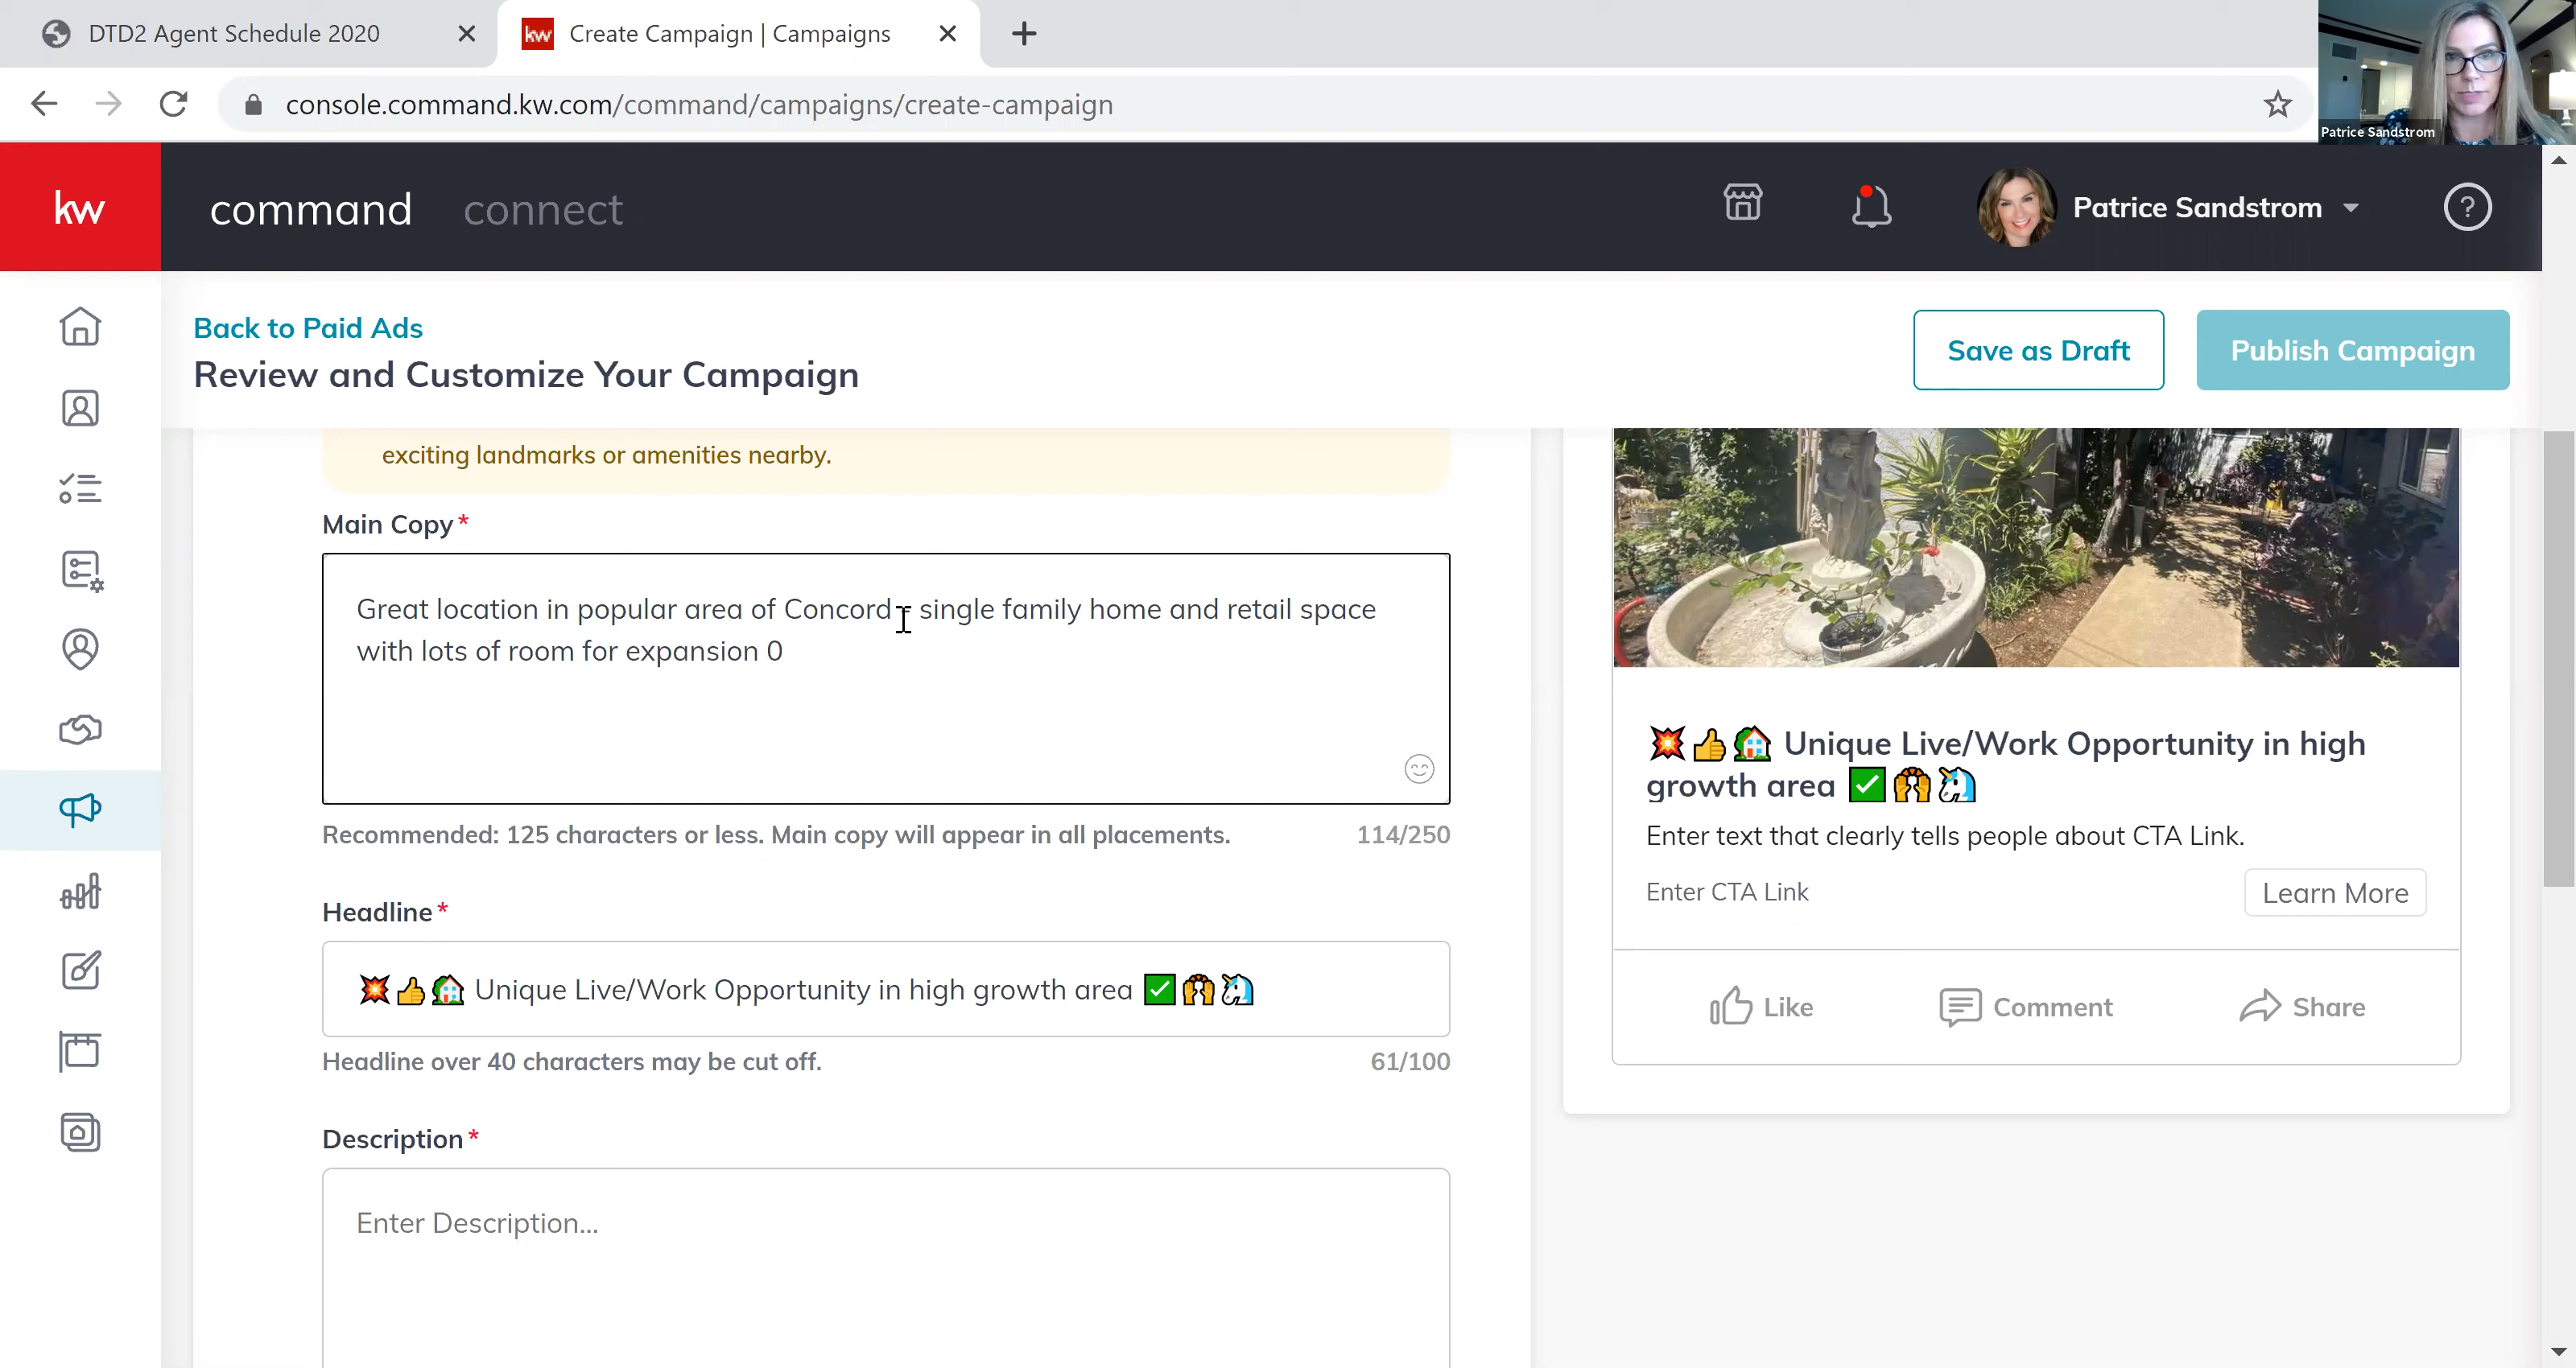 DTD2 Agent Schedule 2020
kw Create Campaign | Campaigns
console.command.kw.com/command/campaigns/create-campaign
Patrice Sandstrom
kw command connect
Patrice Sandstrom
?
Back to Paid Ads
Review and Customize Your Campaign
Save as Draft
Publish Campaign
exciting landmarks or amenities nearby.
Main Copy*
Great location in popular area of Concord - single family home and retail space
with lots of room for expansion 0
Recommended: 125 characters or less. Main copy will appear in all placements.
114/250
Headline*
💥👍🏡 Unique Live/Work Opportunity in high growth area ✅🙌🦄
Headline over 40 characters may be cut off.
61/100
Description*
Enter Description...
💥👍🏡 Unique Live/Work Opportunity in high
growth area ✅🙌🦄
Enter text that clearly tells people about CTA Link.
Enter CTA Link
Learn More
Like
Comment
Share